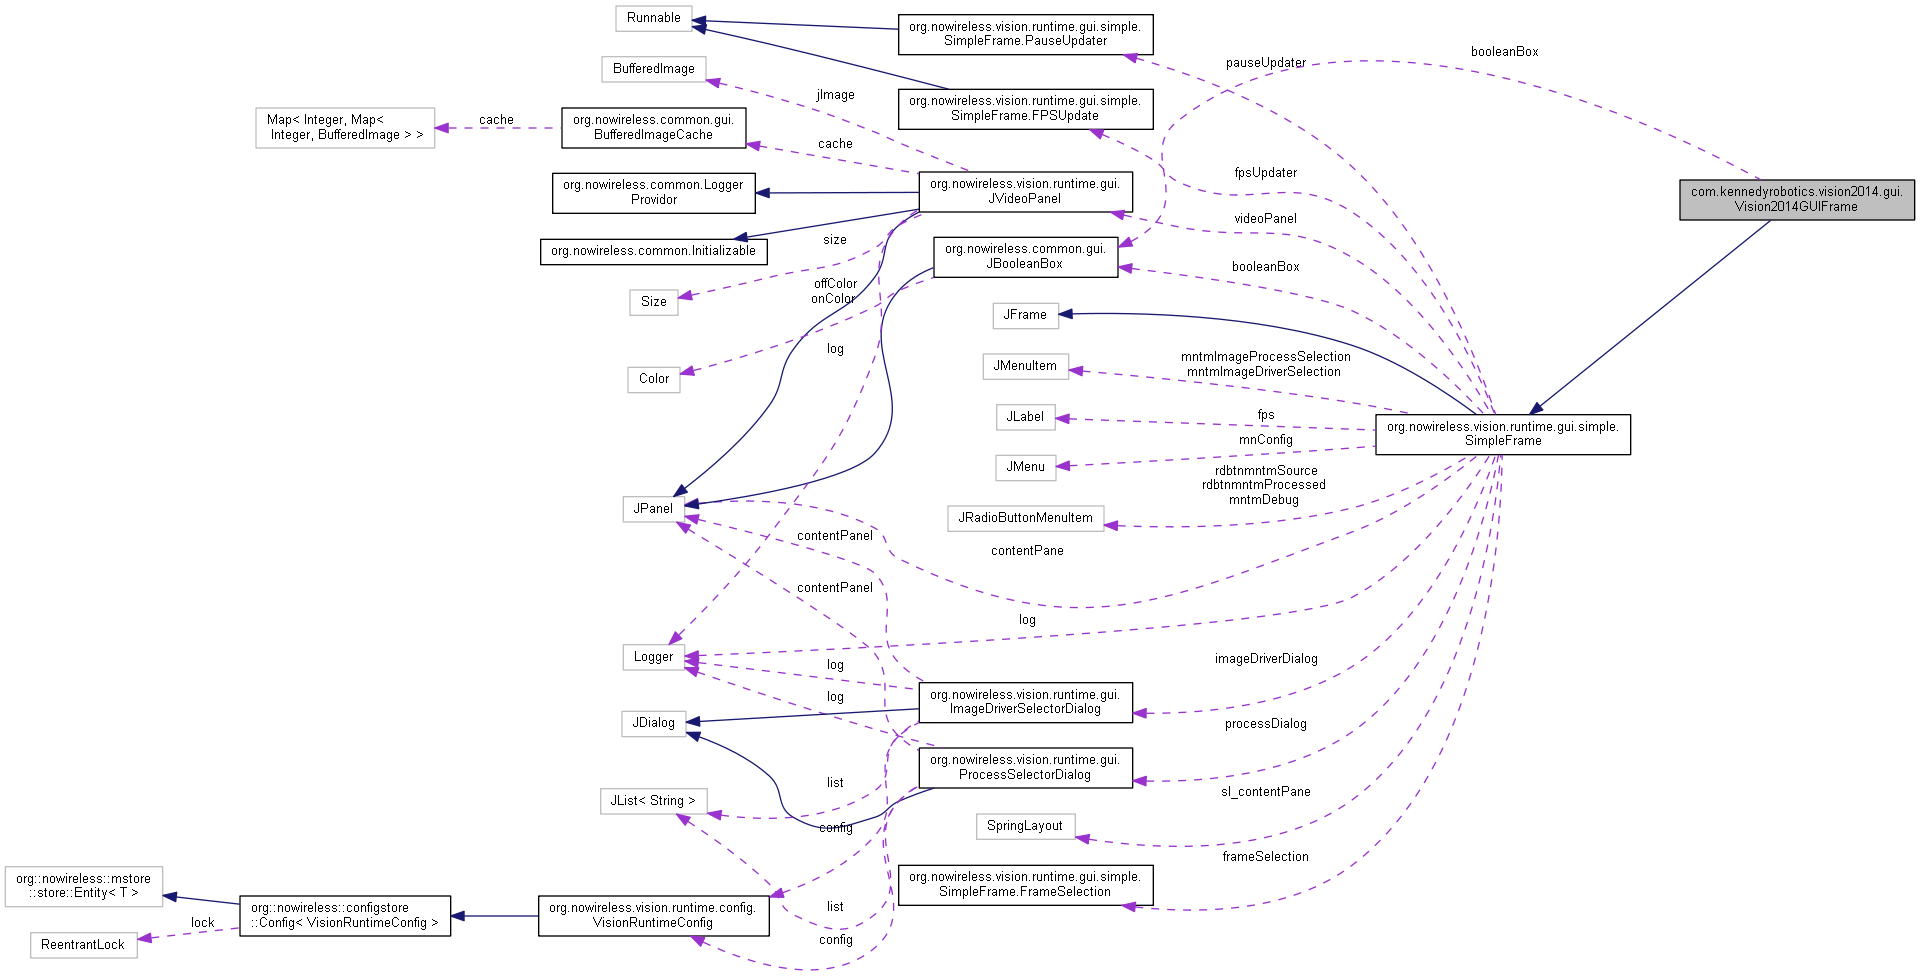 Runnable
org.nowireless.vision.runtime.gui.simple.
SimpleFrame.PauseUpdater
booleanBox
pauseUpdater
BufferedImage
jImage
org.nowireless.vision.runtime.gui.simple.
SimpleFrame.FPSUpdate
Map< Integer, Map<
Integer, BufferedImage > >
cache
org.nowireless.common.gui.
BufferedImageCache
cache
fpsUpdater
org.nowireless.common.Logger
Providor
org.nowireless.vision.runtime.gui.
JVideoPanel
com.kennedyrobotics.vision2014.gui.
Vision2014GUIFrame
videoPanel
org.nowireless.common.Initializable
size
org.nowireless.common.gui.
JBooleanBox
booleanBox
Size
offColor
onColor
JFrame
log
JMenuItem
mntmImageProcessSelection
mntmImageDriverSelection
Color
JLabel
fps
org.nowireless.vision.runtime.gui.simple.
SimpleFrame
mnConfig
JMenu
rdbtnmntmSource
rdbtnmntmProcessed
mntmDebug
JPanel
JRadioButtonMenuItem
contentPanel
contentPane
contentPanel
log
Logger
log
imageDriverDialog
log
org.nowireless.vision.runtime.gui.
ImageDriverSelectorDialog
JDialog
processDialog
org.nowireless.vision.runtime.gui.
ProcessSelectorDialog
list
sl_contentPane
JList< String >
config
SpringLayout
frameSelection
org::nowireless::mstore
::store::Entity< T >
org.nowireless.vision.runtime.gui.simple.
SimpleFrame.FrameSelection
list
org::nowireless::configstore
::Config< VisionRuntimeConfig >
org.nowireless.vision.runtime.config.
VisionRuntimeConfig
lock
config
ReentrantLock